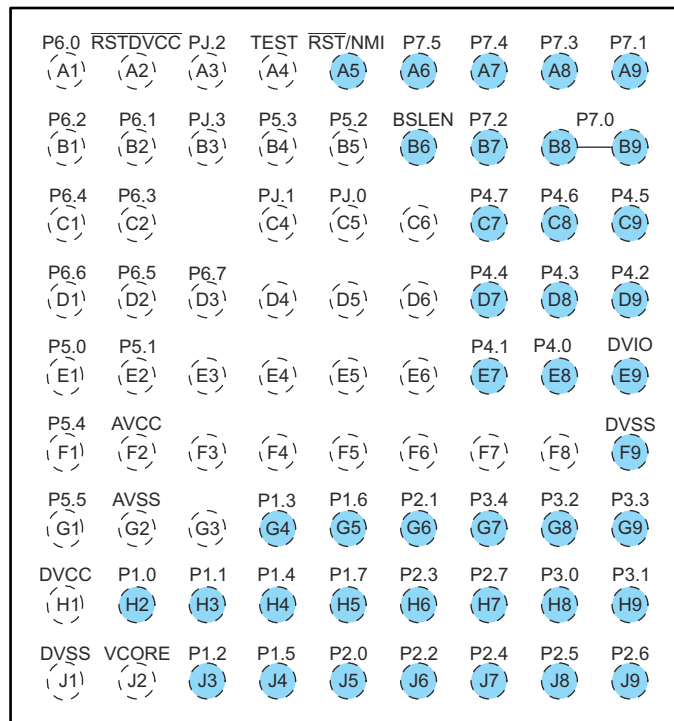 P6.0 RSTDVCC PJ.2 TEST RST/NMI P7.5 P7.4 P7.3 P7.1
A1 A2 A3 A4 A5 A6 A7 A8 A9
P6.2 P6.1 PJ.3 P5.3 P5.2 BSLEN P7.2 P7.0
B1 B2 B3 B4 B5 B6 B7 B8 B9
P6.4 P6.3 PJ.1 PJ.0 P4.7 P4.6 P4.5
C1 C2 C4 C5 C6 C7 C8 C9
P6.6 P6.5 P6.7 P4.4 P4.3 P4.2
D1 D2 D3 D4 D5 D6 D7 D8 D9
P5.0 P5.1 P4.1 P4.0 DVIO
E1 E2 E3 E4 E5 E6 E7 E8 E9
P5.4 AVCC DVSS
F1 F2 F3 F4 F5 F6 F7 F8 F9
P5.5 AVSS P1.3 P1.6 P2.1 P3.4 P3.2 P3.3
G1 G2 G3 G4 G5 G6 G7 G8 G9
DVCC P1.0 P1.1 P1.4 P1.7 P2.3 P2.7 P3.0 P3.1
H1 H2 H3 H4 H5 H6 H7 H8 H9
DVSS VCORE P1.2 P1.5 P2.0 P2.2 P2.4 P2.5 P2.6
J1 J2 J3 J4 J5 J6 J7 J8 J9